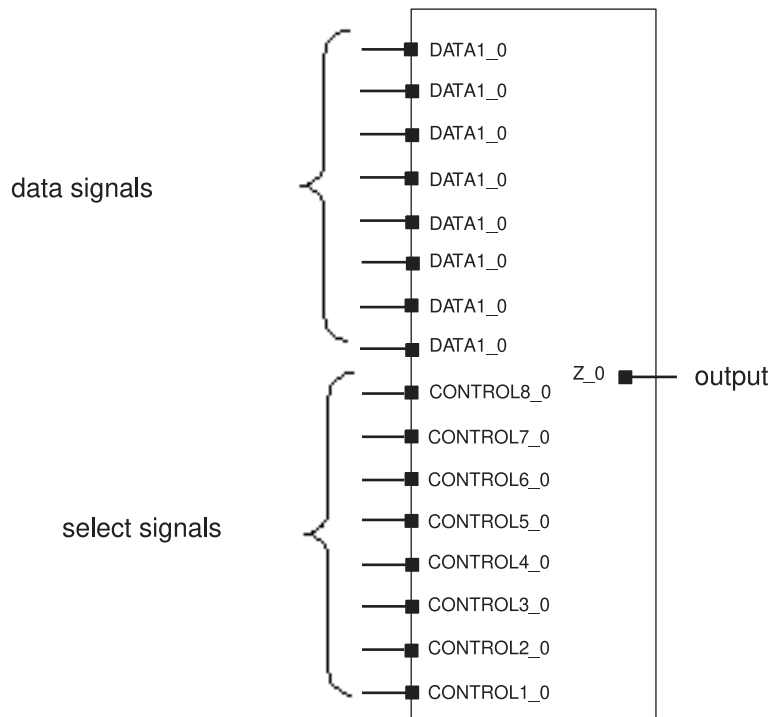 DATA1_0
DATA1_0
DATA1_0
data signals
DATA1_0
DATA1_0
DATA1_0
DATA1_0
DATA1_0
Z_0
output
CONTROL8_0
CONTROL7_0
CONTROL6_0
select signals
CONTROL5_0
CONTROL4_0
CONTROL3_0
CONTROL2_0
CONTROL1_0